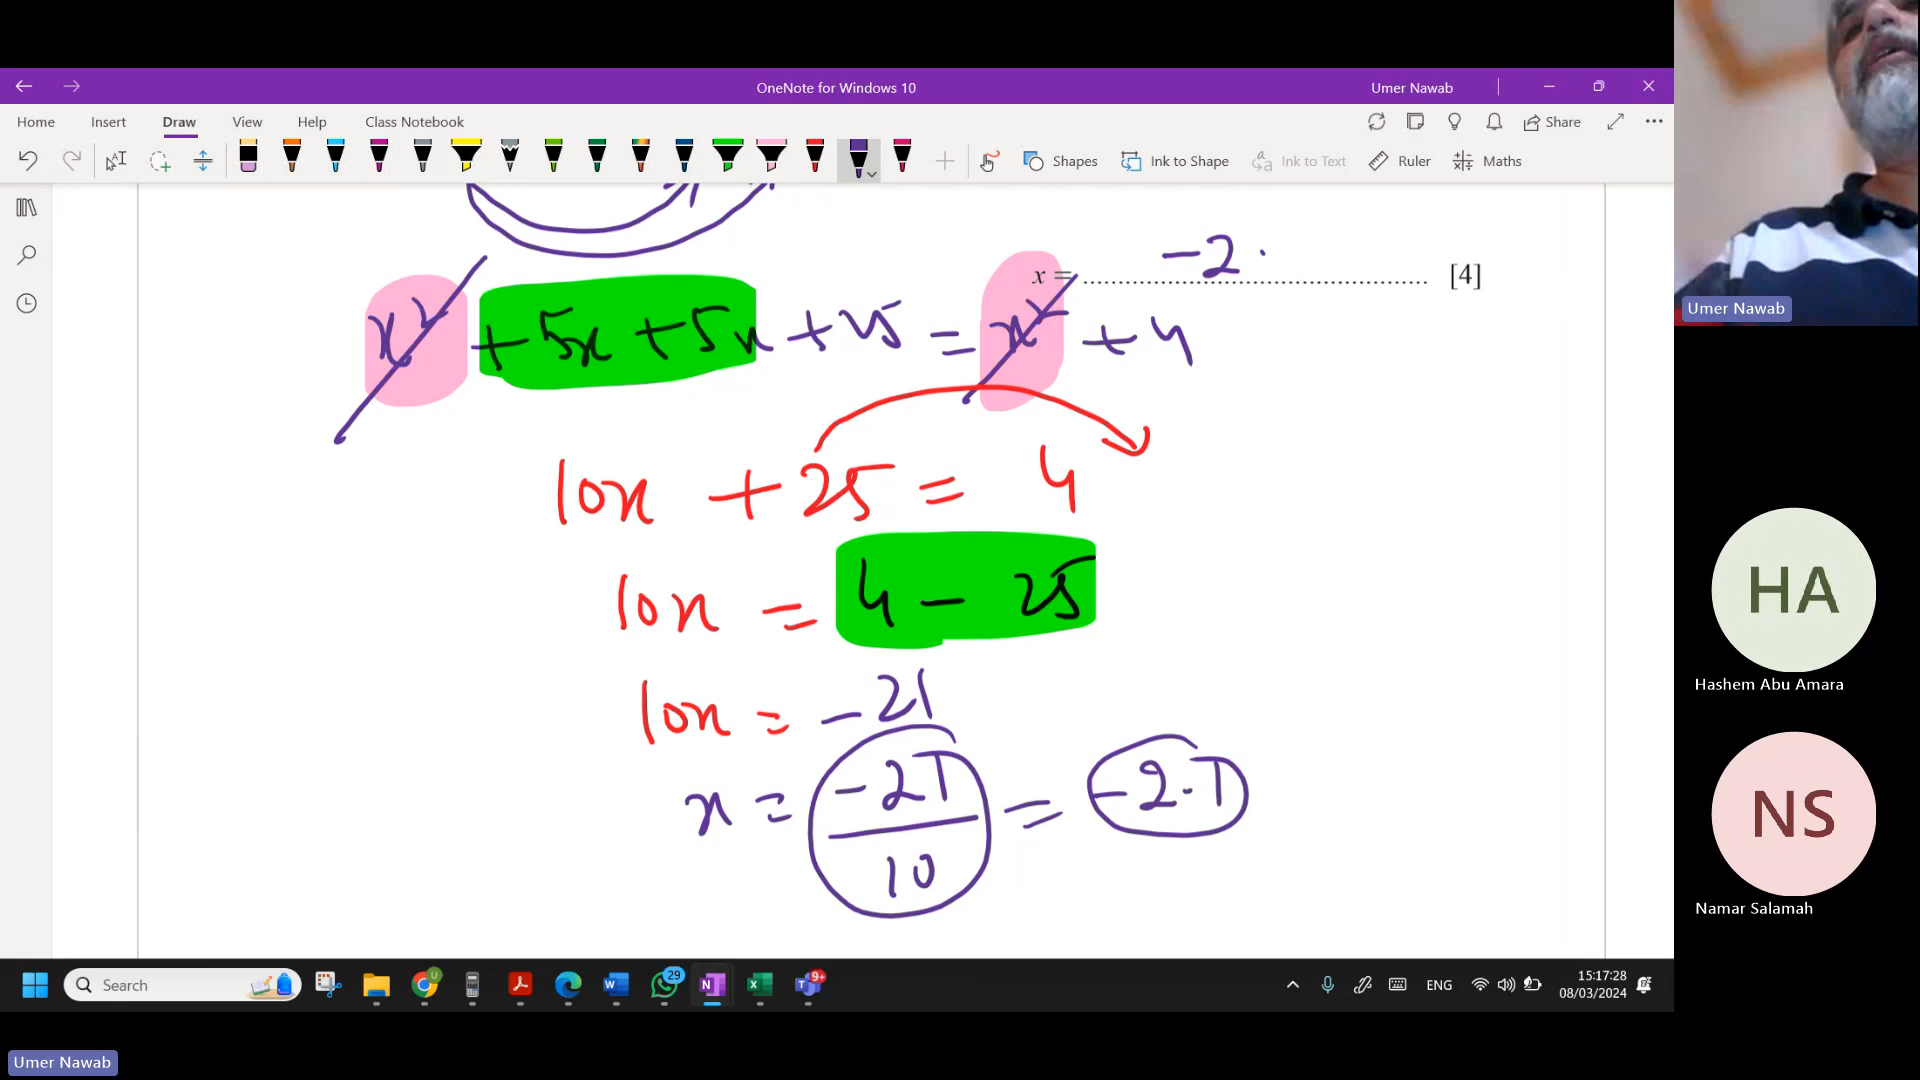 OneNote for Windows 10
Umer Nawab
Home Insert Draw View Help Class Notebook
Share
Shapes Ink to Shape Ink to Text Ruler Maths
x = −2. [4]
x² + 5x + 5x + 25 = x² + 4
10x + 25 = 4
10x = 4 − 25
10x = −21
x = −21/10 = −2.1
Umer Nawab
HA
Hashem Abu Amara
NS
Namar Salamah
Search
U
29
9+
ENG
15:17:28
08/03/2024
Umer Nawab